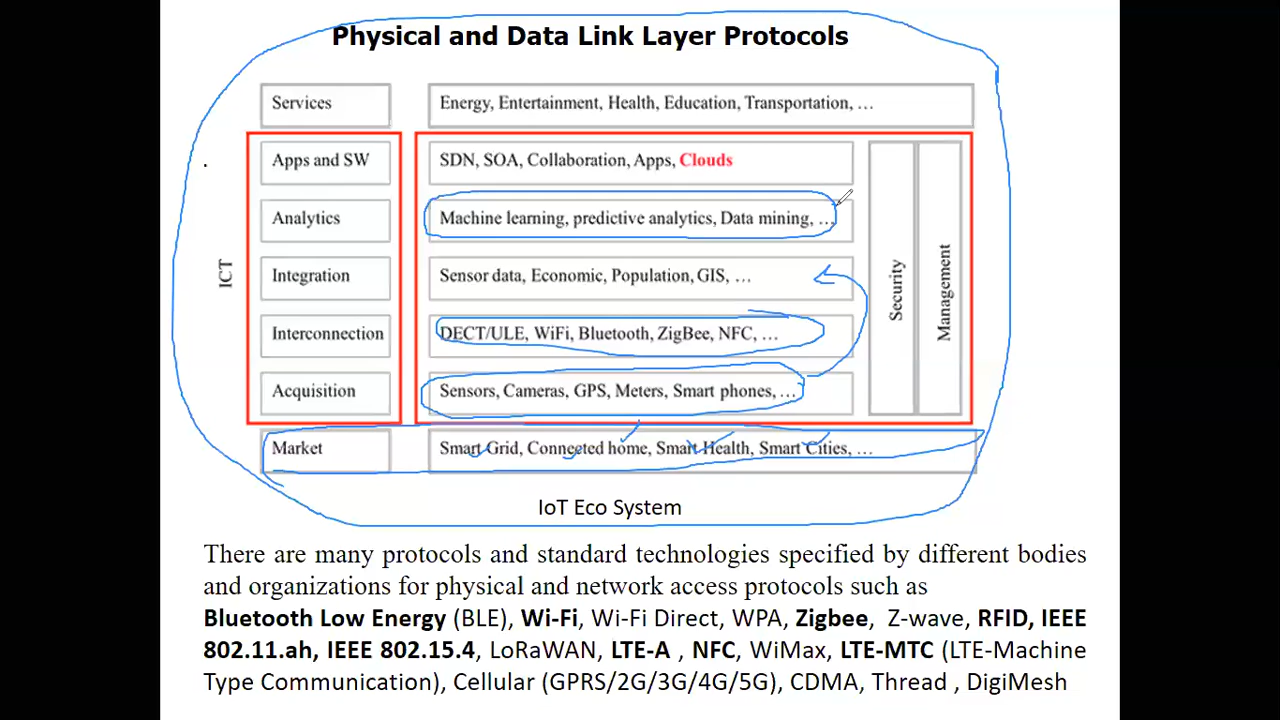 Physical and Data Link Layer Protocols
Services Energy, Entertainment, Health, Education, Transportation, ...
Apps and SW SDN, SOA, Collaboration, Apps, Clouds
Analytics Machine learning, predictive analytics, Data mining, ...
Integration Sensor data, Economic, Population, GIS, ...
Interconnection DECT/ULE, WiFi, Bluetooth, ZigBee, NFC, ...
Acquisition Sensors, Cameras, GPS, Meters, Smart phones, ...
ICT
Security
Management
Market Smart Grid, Connected home, Smart Health, Smart Cities, ...
IoT Eco System
There are many protocols and standard technologies specified by different bodies
and organizations for physical and network access protocols such as
Bluetooth Low Energy (BLE), Wi-Fi, Wi-Fi Direct, WPA, Zigbee, Z-wave, RFID, IEEE
802.11.ah, IEEE 802.15.4, LoRaWAN, LTE-A , NFC, WiMax, LTE-MTC (LTE-Machine
Type Communication), Cellular (GPRS/2G/3G/4G/5G), CDMA, Thread , DigiMesh